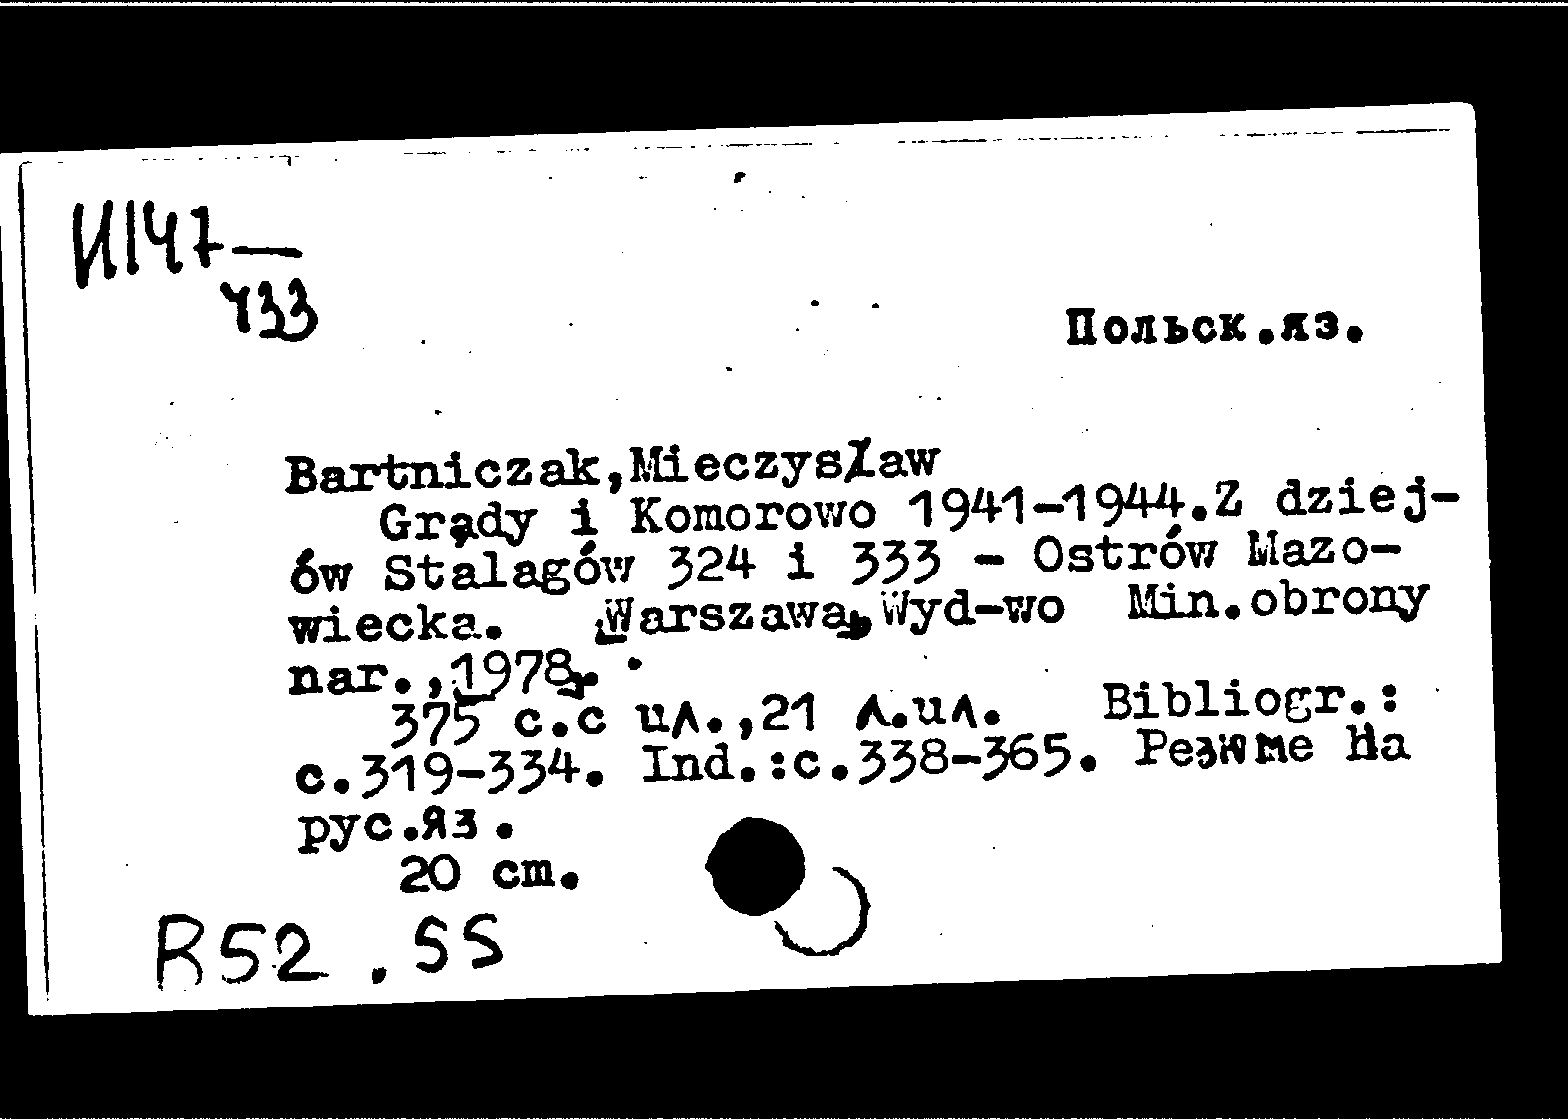 И147—
433
Польск.яз.
Bartniczak,Mieczysław
Grądy i Komorowo 1941-1944.Z dziej-
ów Stalagów 324 i 333 - Ostrów Mazo-
wiecka. Warszawa,Wyd-wo Min.obrony
nar.,1978.
375 с.с ил.,21 л.ил. Bibliogr.:
c.319-334. Ind.:c.338-365. Резюме на
рус.яз.
20 cm.
B52.SS